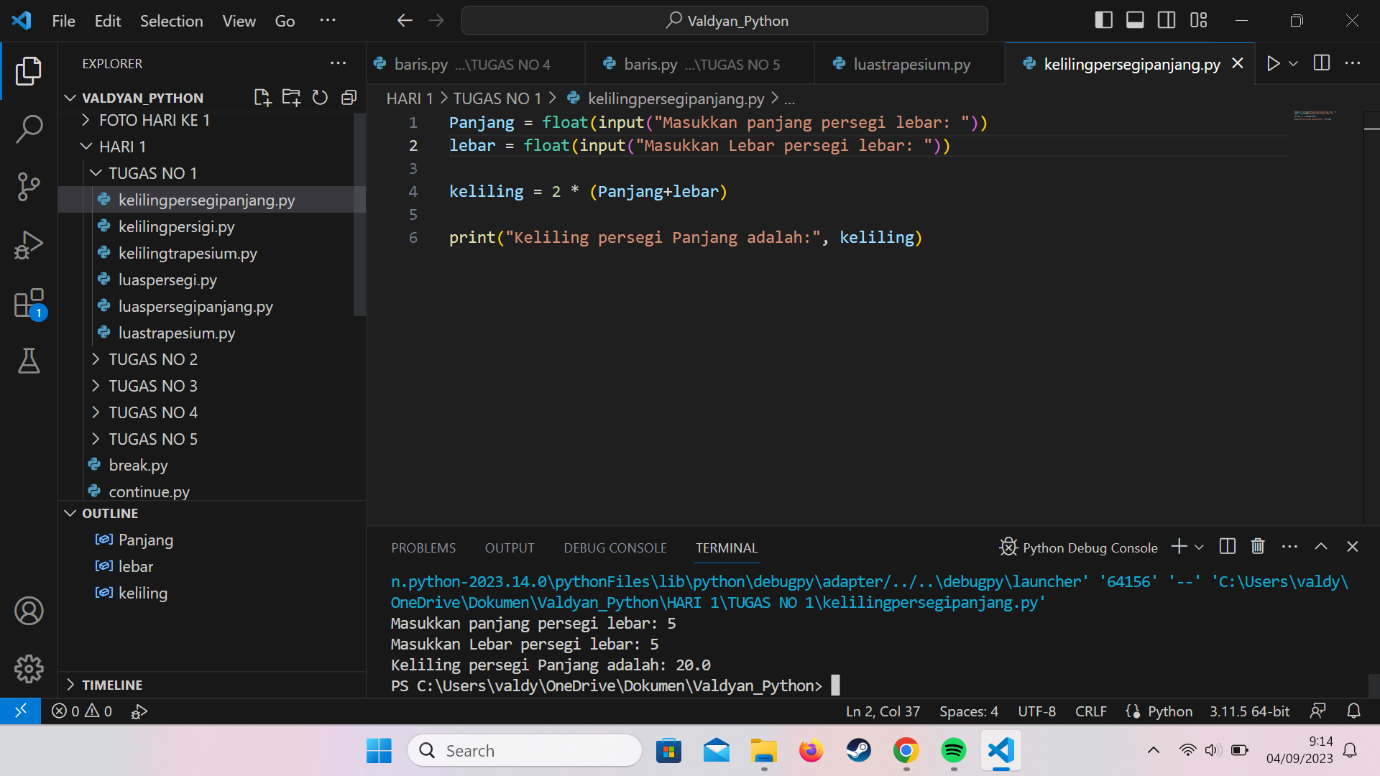 File Edit Selection View Go ··· Valdyan_Python
EXPLORER ···
VALDYAN_PYTHON
FOTO HARI KE 1
HARI 1
TUGAS NO 1
kelilingpersegipanjang.py
kelilingpersigi.py
kelilingtrapesium.py
luaspersegi.py
luaspersegipanjang.py
luastrapesium.py
TUGAS NO 2
TUGAS NO 3
TUGAS NO 4
TUGAS NO 5
break.py
continue.py
OUTLINE
Panjang
lebar
keliling
TIMELINE
1
baris.py ...\TUGAS NO 4 baris.py ...\TUGAS NO 5 luastrapesium.py kelilingpersegipanjang.py
HARI 1 > TUGAS NO 1 > kelilingpersegipanjang.py > ...
1 Panjang = float(input("Masukkan panjang persegi lebar: "))
2 lebar = float(input("Masukkan Lebar persegi lebar: "))
3
4 keliling = 2 * (Panjang+lebar)
5
6 print("Keliling persegi Panjang adalah:", keliling)
PROBLEMS OUTPUT DEBUG CONSOLE TERMINAL Python Debug Console
n.python-2023.14.0\pythonFiles\lib\python\debugpy\adapter/../..\debugpy\launcher' '64156' '--' 'C:\Users\valdy\
OneDrive\Dokumen\Valdyan_Python\HARI 1\TUGAS NO 1\kelilingpersegipanjang.py'
Masukkan panjang persegi lebar: 5
Masukkan Lebar persegi lebar: 5
Keliling persegi Panjang adalah: 20.0
PS C:\Users\valdy\OneDrive\Dokumen\Valdyan_Python>
0 0 Ln 2, Col 37 Spaces: 4 UTF-8 CRLF Python 3.11.5 64-bit
Search
9:14
04/09/2023